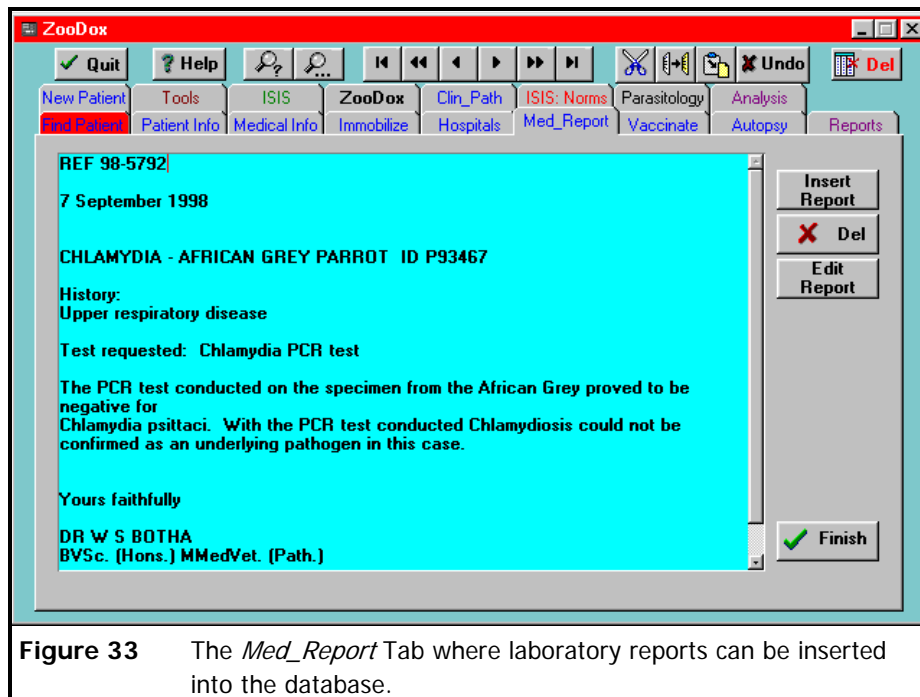 ZooDox
Quit Help ? ... Undo Del
New Patient Tools ISIS ZooDox Clin_Path ISIS: Norms Parasitology Analysis
Find Patient Patient Info Medical Info Immobilize Hospitals Med_Report Vaccinate Autopsy Reports
REF 98-5792
7 September 1998
CHLAMYDIA - AFRICAN GREY PARROT ID P93467
History:
Upper respiratory disease
Test requested: Chlamydia PCR test
The PCR test conducted on the specimen from the African Grey proved to be
negative for
Chlamydia psittaci. With the PCR test conducted Chlamydiosis could not be
confirmed as an underlying pathogen in this case.
Yours faithfully
DR W S BOTHA
BVSc. (Hons.) MMedVet. (Path.)
Insert
Report
Del
Edit
Report
Finish
Figure 33 The Med_Report Tab where laboratory reports can be inserted
into the database.